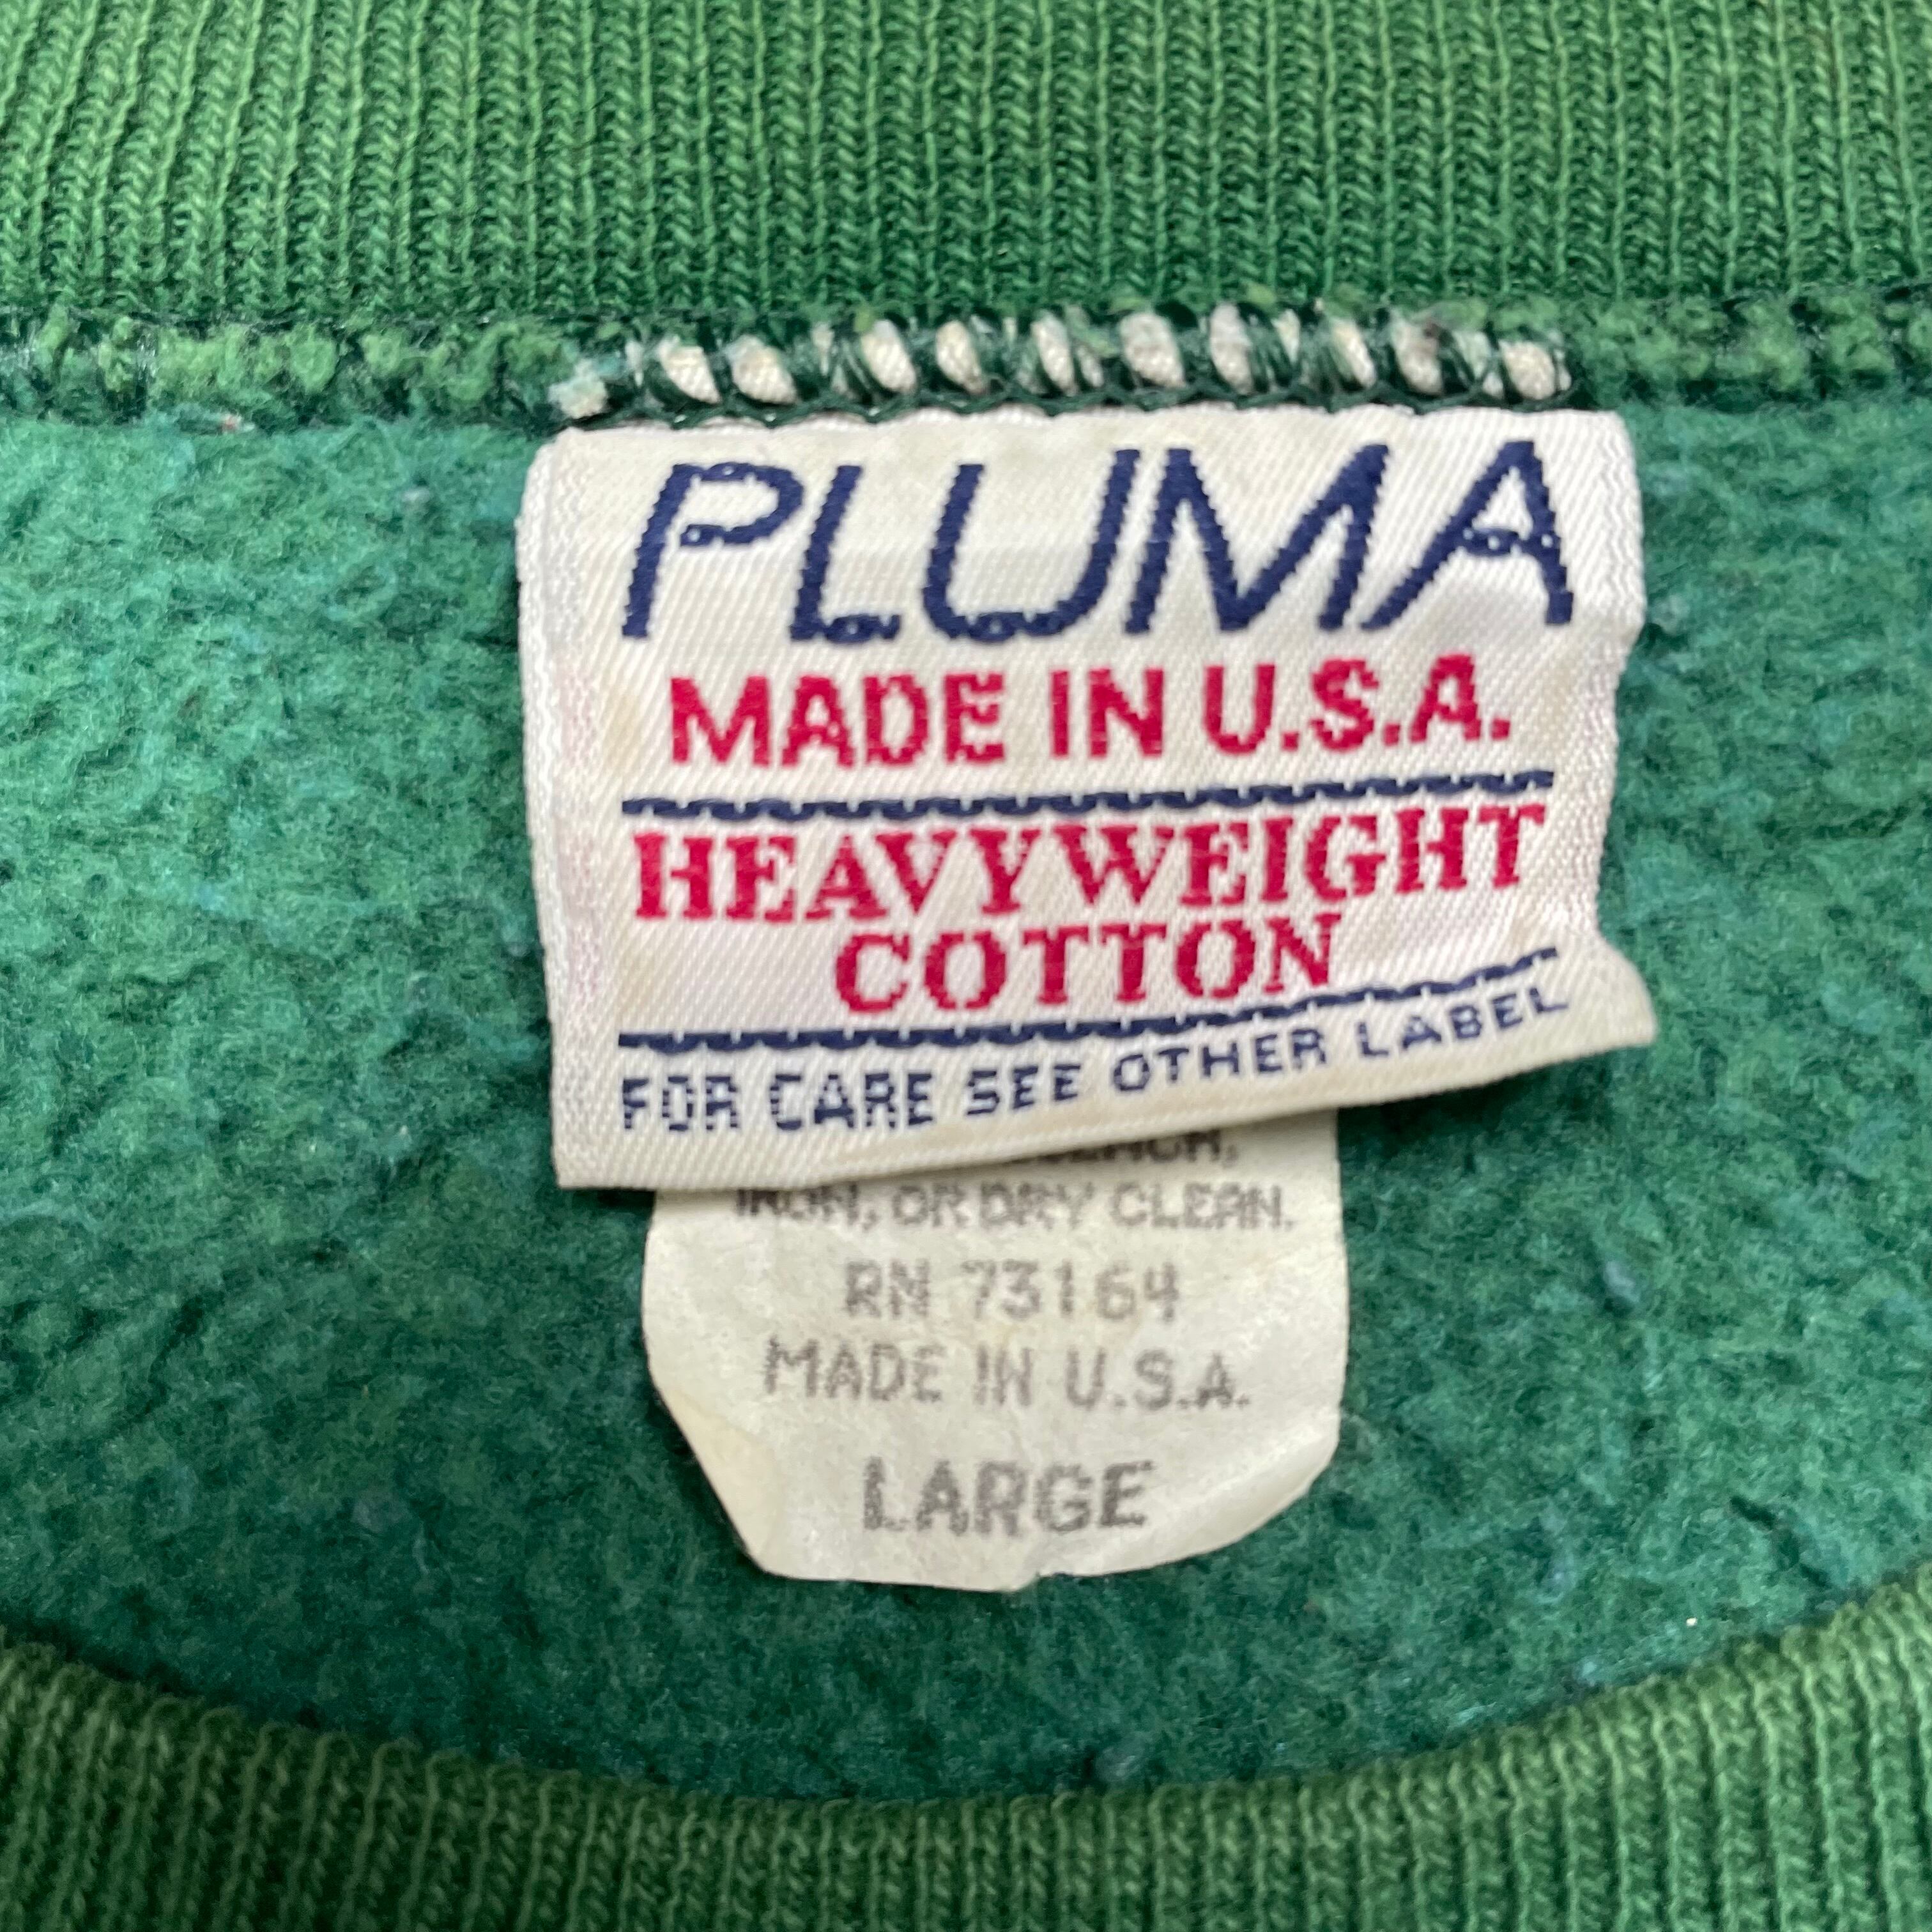 PLUMA
MADE IN U.S.A.
HEAVYWEIGHT
COTTON
FOR CARE SEE OTHER LABEL
IRON, OR DRY CLEAN.
RN 73164
MADE IN U.S.A.
LARGE